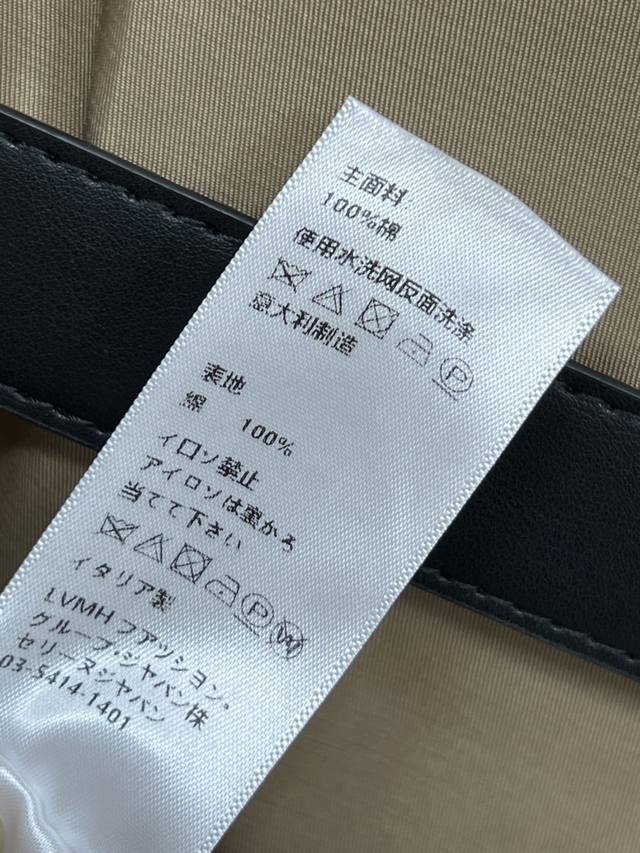 主面料
100%棉
使用水洗网反面洗涤
P
意大利制造
表地
綿 100%
イロソ禁止
アイロソは裏から
当てて下さい
P W
イタリア製
LVMH ファッション・
グループ・ジャパン株
セリーヌジャパン
03-5414-1401